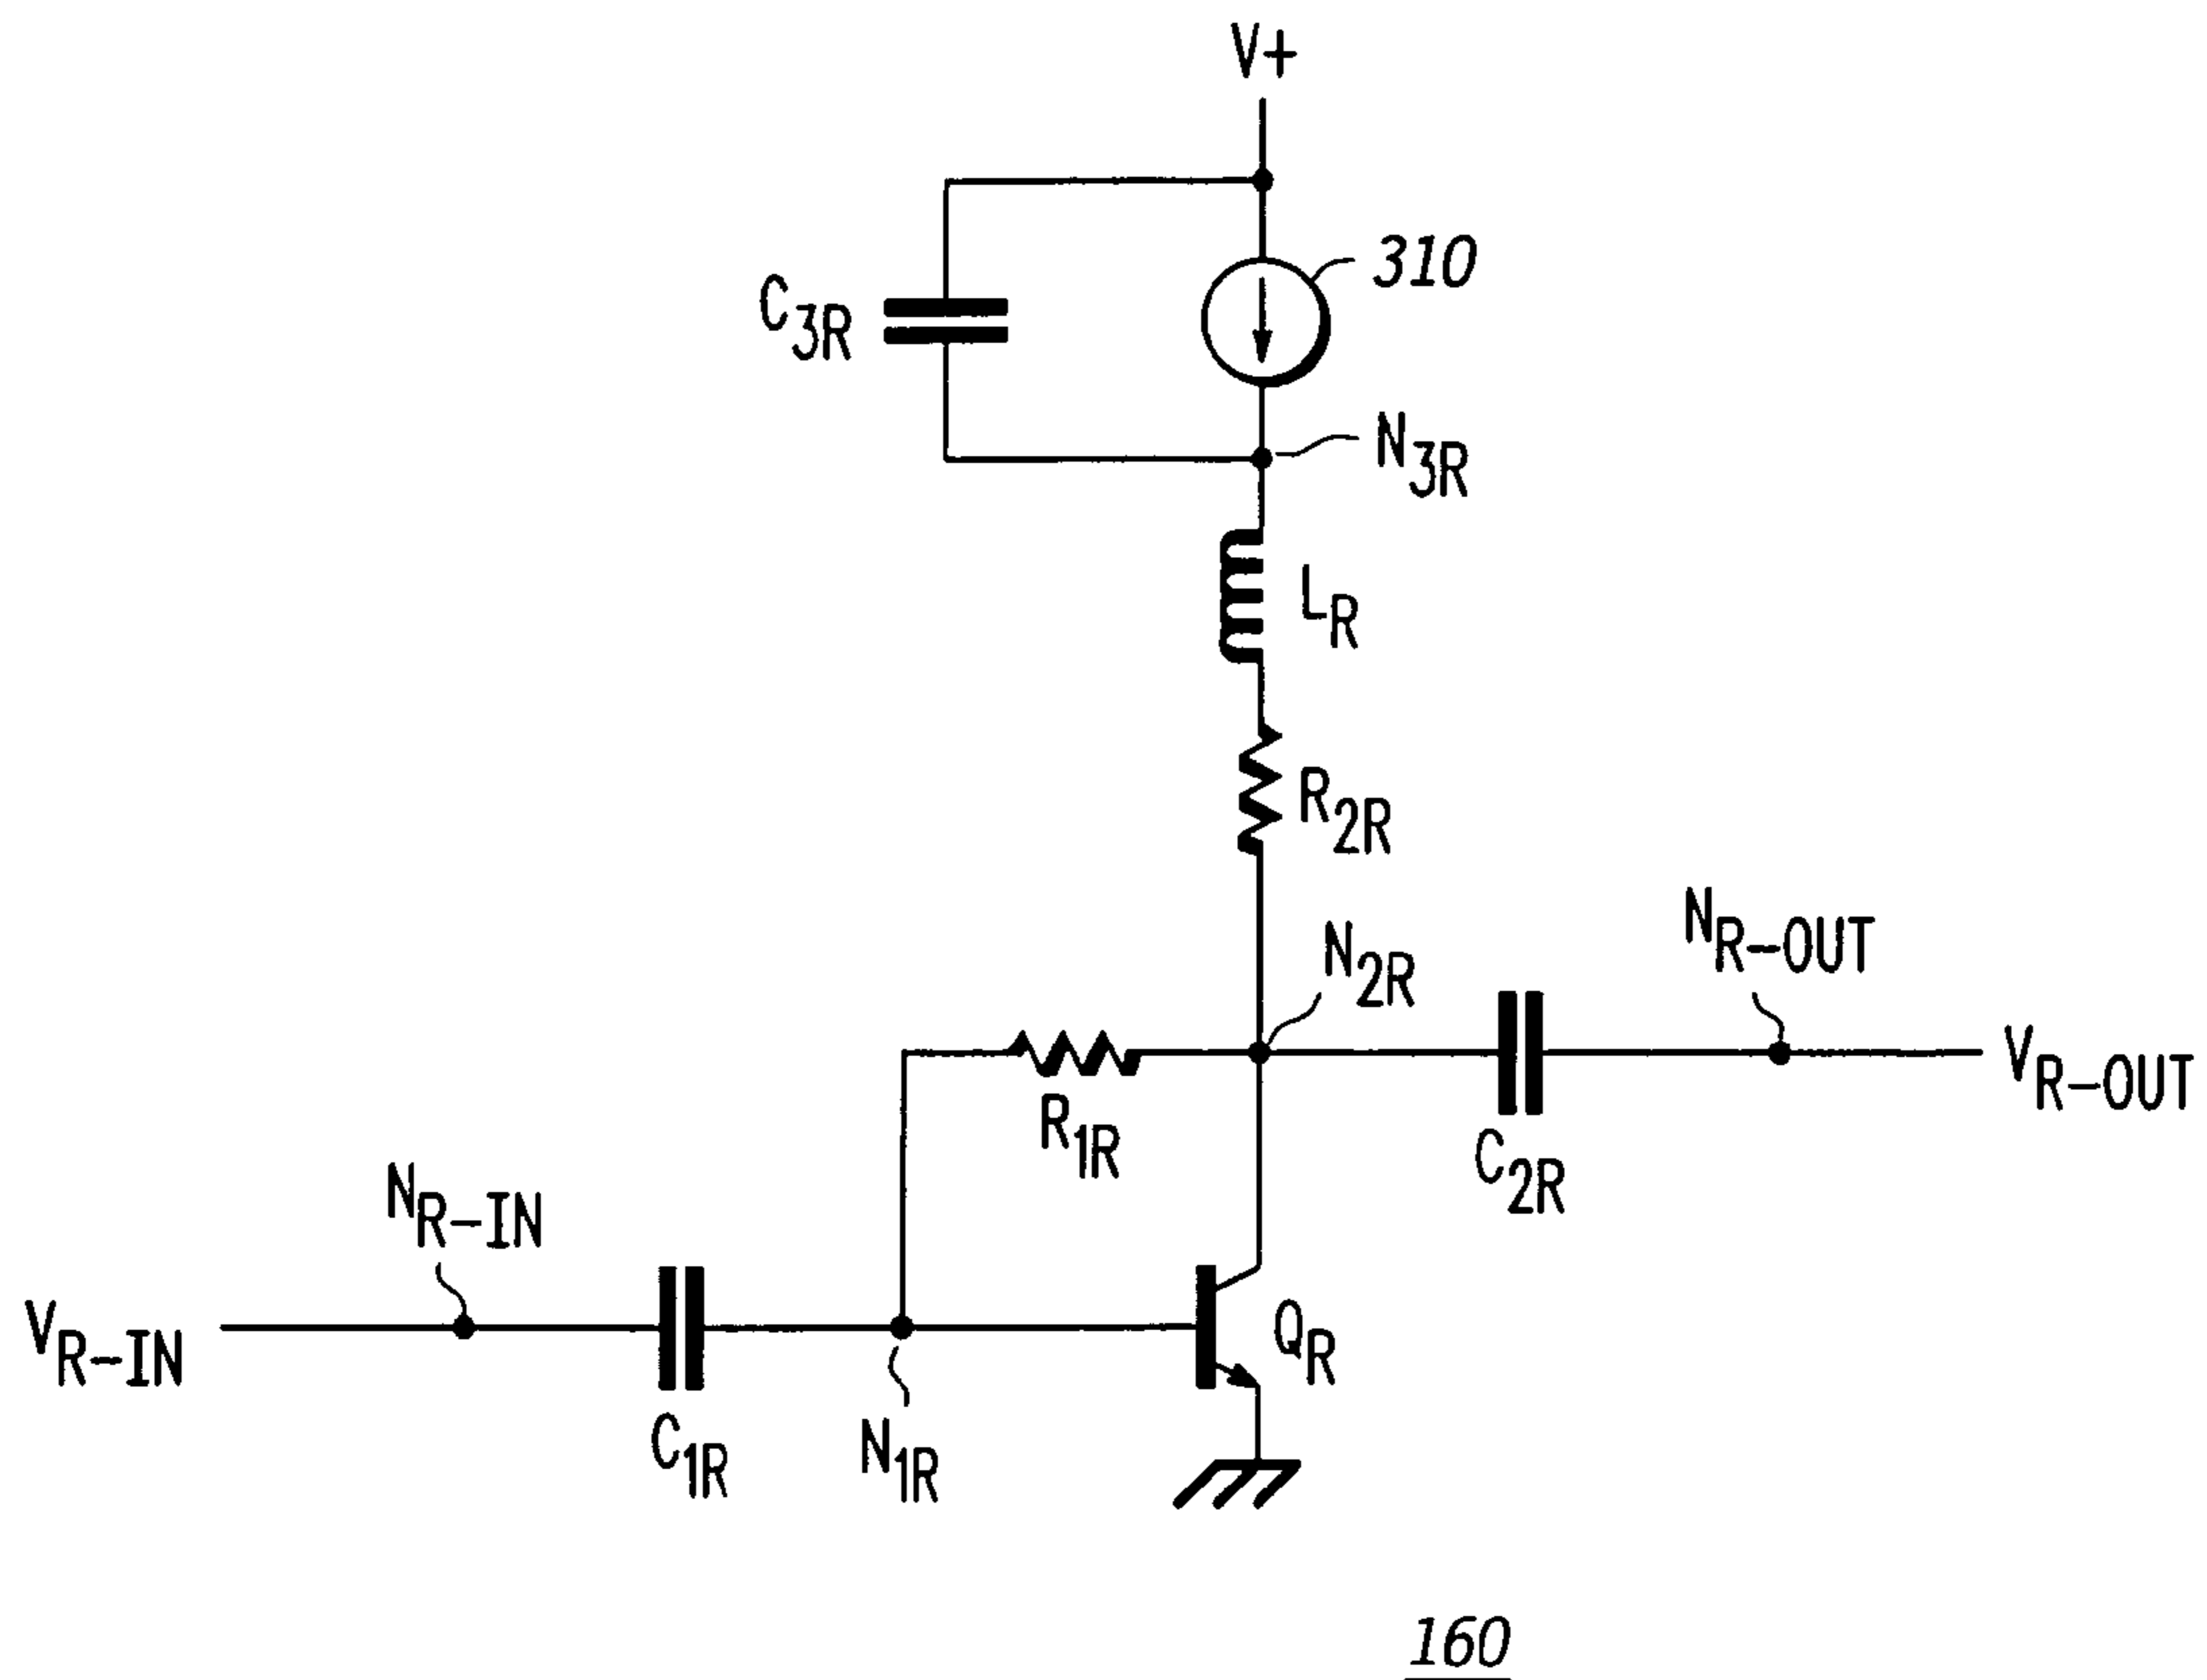 V+
310
C3R
N3R
LR
R2R
NR-OUT
N2R
VR-OUT
R1R
C2R
NR-IN
VR-IN
QR
C1R
N1R
160